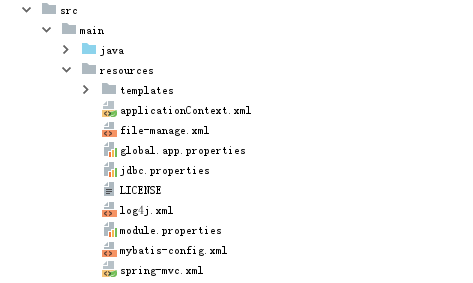 src
main
java
resources
templates
applicationContext.xml
file-manage.xml
global.app.properties
jdbc.properties
LICENSE
log4j.xml
module.properties
mybatis-config.xml
spring-mvc.xml